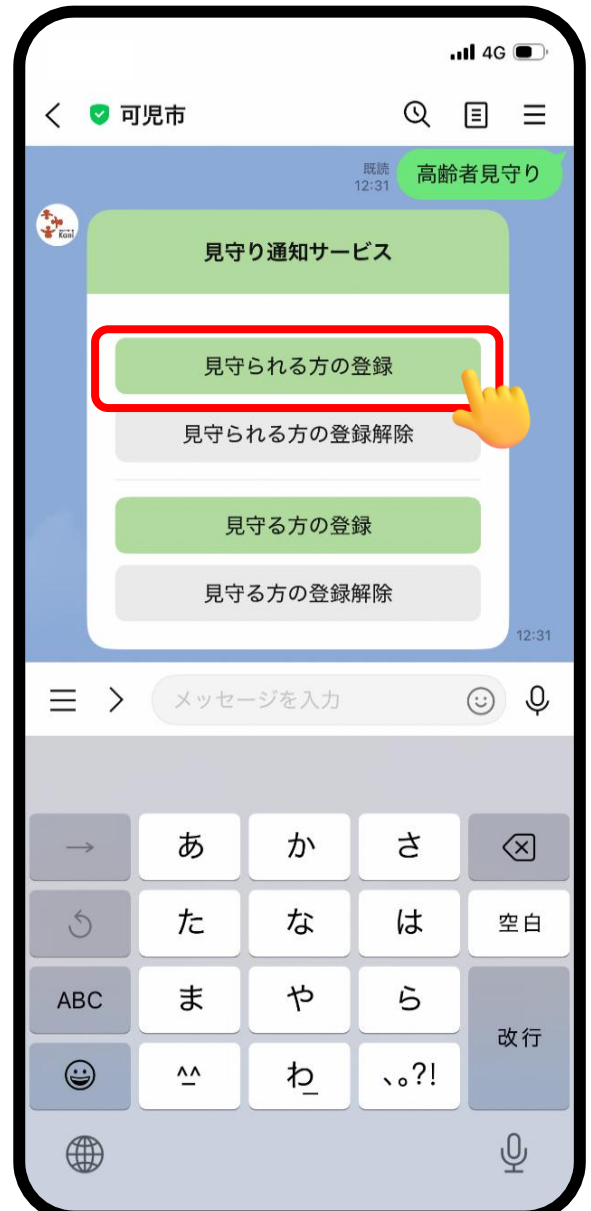 4G
可児市
既読
12:31
高齢者見守り
Kani
見守り通知サービス
見守られる方の登録
見守られる方の登録解除
見守る方の登録
見守る方の登録解除
12:31
メッセージを入力
→ あ か さ
た な は 空白
ABC ま や ら
^^ わ_ 、。?! 改行